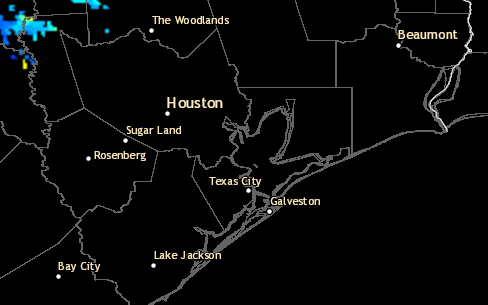 The Woodlands
Beaumont
Houston
Sugar Land
Rosenberg
Texas City
Galveston
Lake Jackson
Bay City